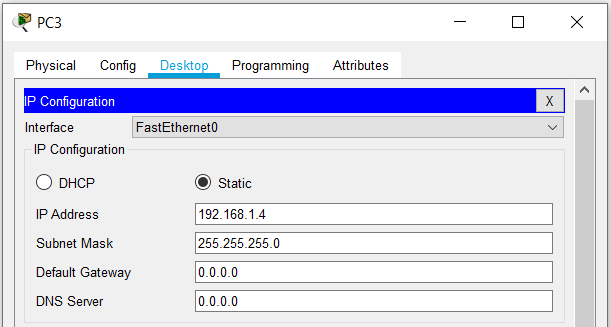 PC3
Physical Config Desktop Programming Attributes
IP Configuration X
Interface FastEthernet0
IP Configuration
DHCP Static
IP Address 192.168.1.4
Subnet Mask 255.255.255.0
Default Gateway 0.0.0.0
DNS Server 0.0.0.0